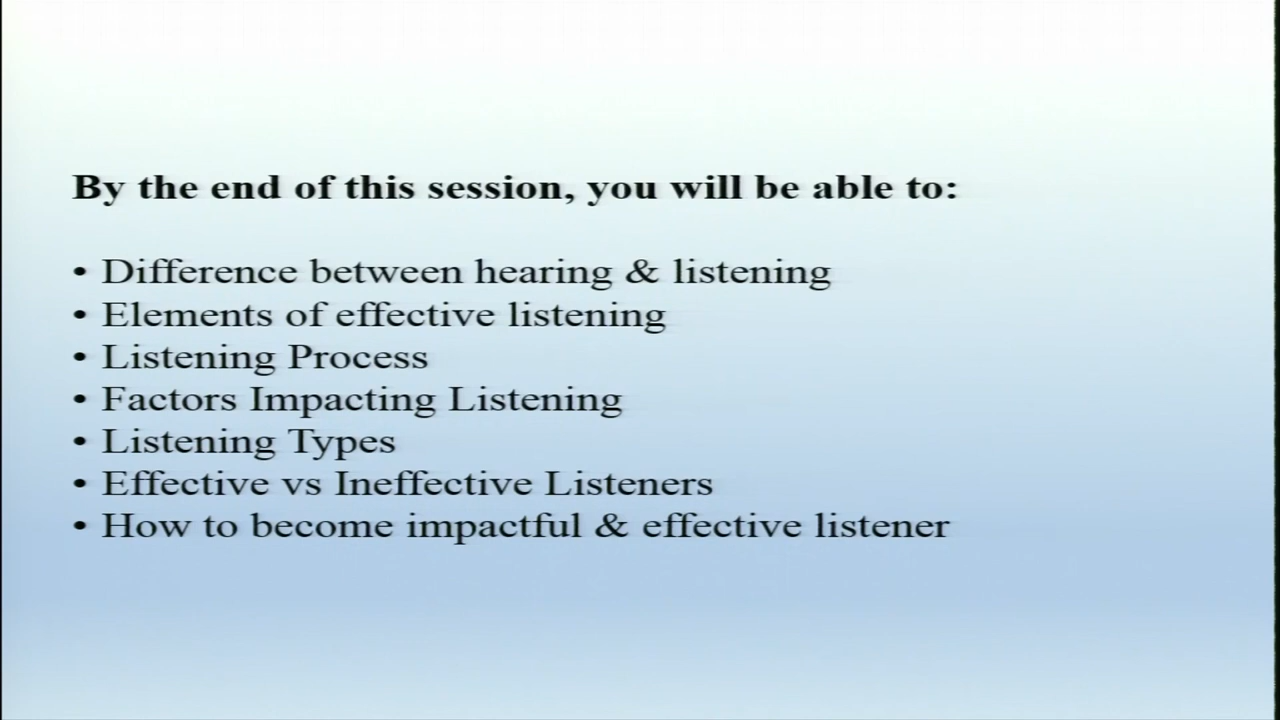 By the end of this session, you will be able to:
• Difference between hearing & listening
• Elements of effective listening
• Listening Process
• Factors Impacting Listening
• Listening Types
• Effective vs Ineffective Listeners
• How to become impactful & effective listener